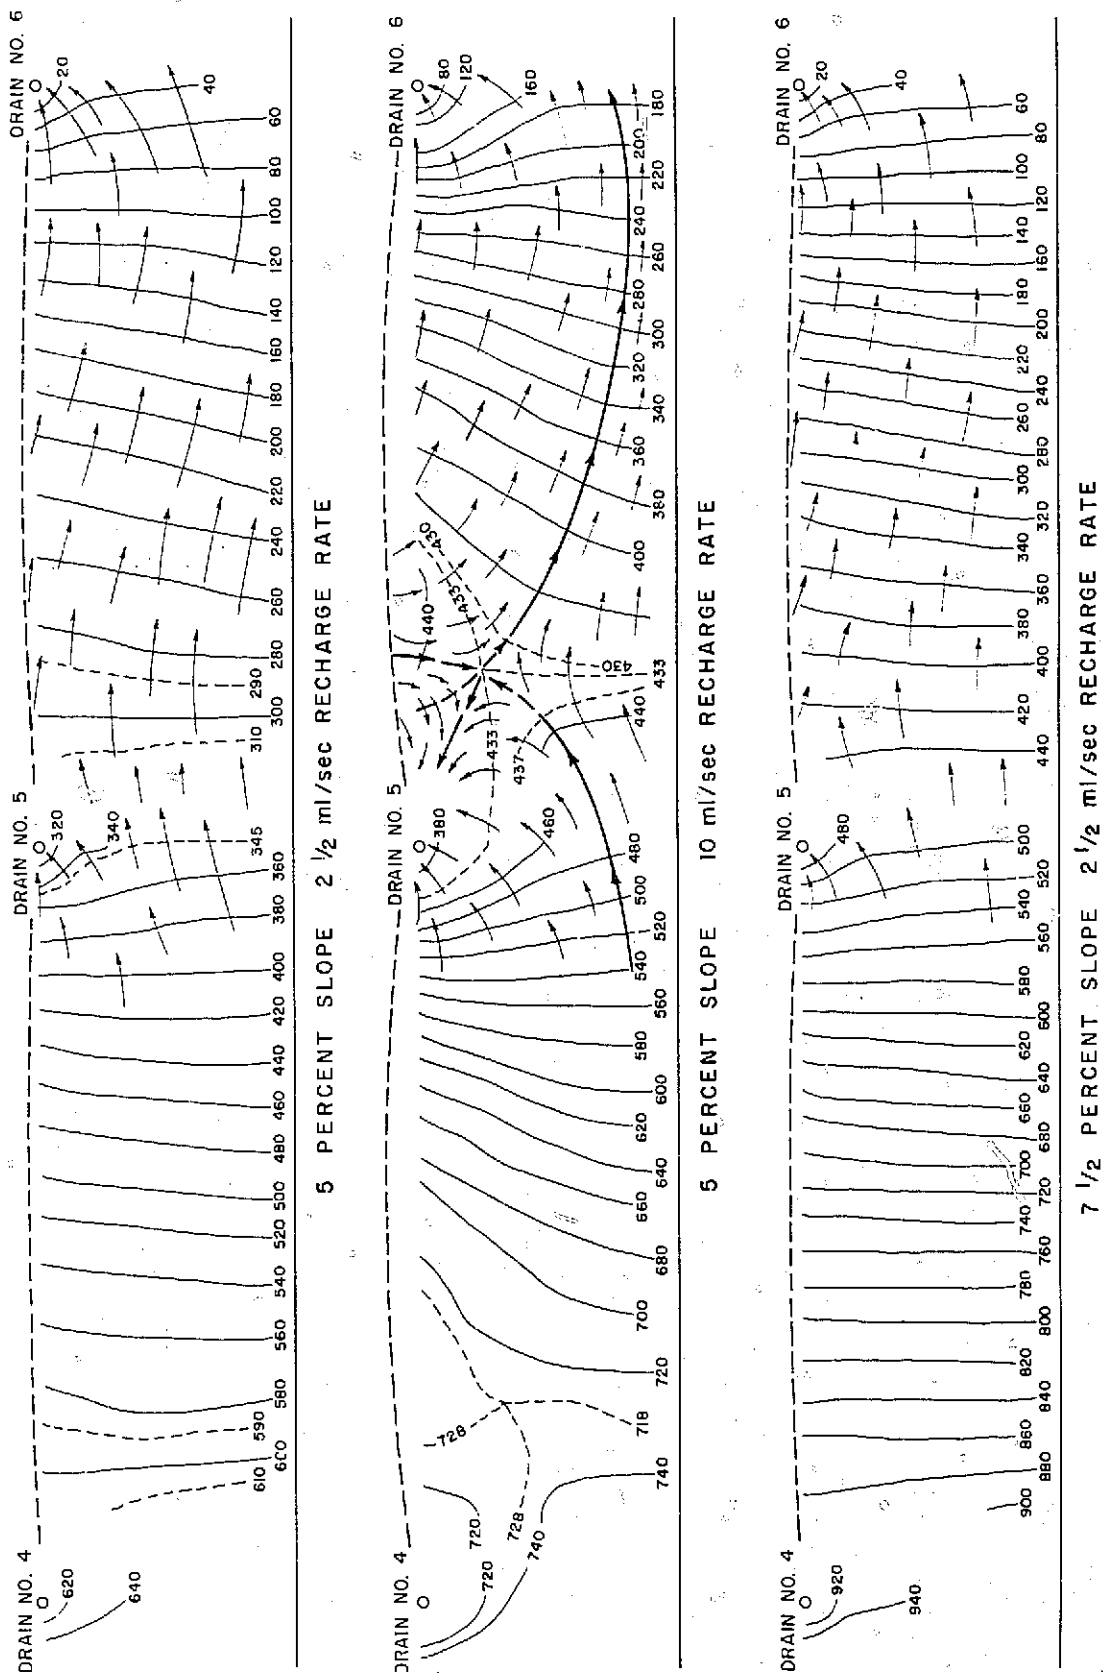 DRAIN NO. 4 DRAIN NO. 5 DRAIN NO. 6
620 320 20
640 340 40
610 600 590 580 560 540 520 500 480 460 440 420 400 380 360 345 310 300 290 280 260 240 220 200 180 160 140 120 100 80 60
5 PERCENT SLOPE 2 1/2 ml/sec RECHARGE RATE
DRAIN NO. 4 DRAIN NO. 5 DRAIN NO. 6
728 380 440 430 80
720 720 433 433 120
728 740 460 437 160
740 718 720 700 680 660 640 620 600 580 560 540 520 500 480 440 433 430 400 380 360 340 320 300 280 260 240 220 200 180
5 PERCENT SLOPE 10 ml/sec RECHARGE RATE
DRAIN NO. 4 DRAIN NO. 5 DRAIN NO. 6
920 480 20
940 40
900 880 860 840 820 800 780 760 740 720 700 680 660 640 620 600 580 560 540 520 500 440 420 400 380 360 340 320 300 280 260 240 220 200 180 160 140 120 100 80 60
7 1/2 PERCENT SLOPE 2 1/2 ml/sec RECHARGE RATE